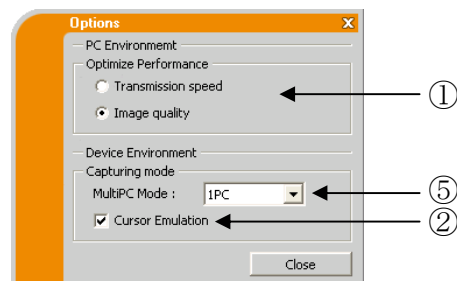 Options X
PC Environmemt
Optimize Performance
Transmission speed
①
Image quality
Device Environment
Capturing mode
MultiPC Mode : 1PC ⑤
Cursor Emulation ②
Close